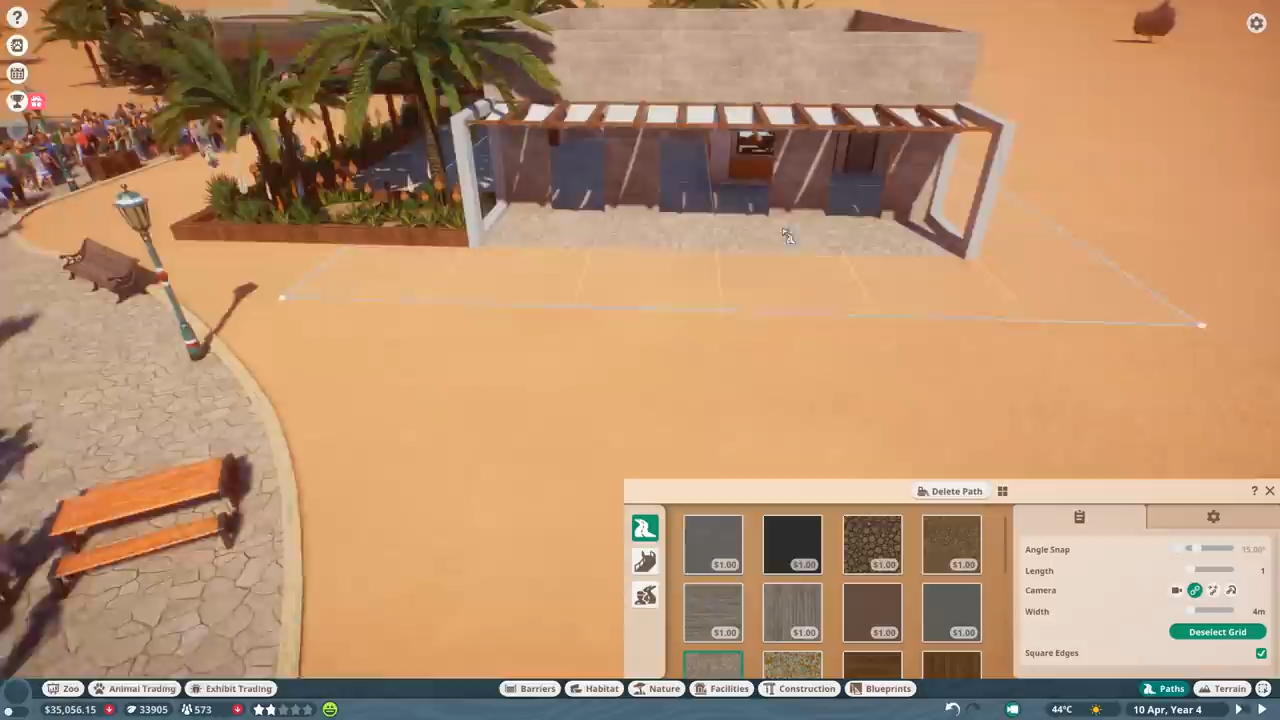 ?
Delete Path
?
$1.00 $1.00 $1.00 $1.00
$1.00 $1.00 $1.00 $1.00
Angle Snap 15.00°
Length 1
Camera
Width 4m
Deselect Grid
Square Edges
Zoo Animal Trading Exhibit Trading Barriers Habitat Nature Facilities Construction Blueprints Paths Terrain
$35,056.15 33905 573 44°C 10 Apr, Year 4